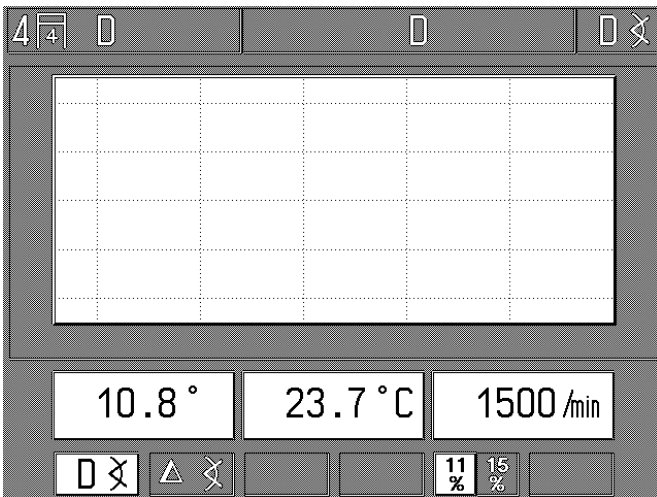 4 4 D D D ∢
10.8° 23.7°C 1500/min
D ∢ Δ ∢ 11 % 15 %